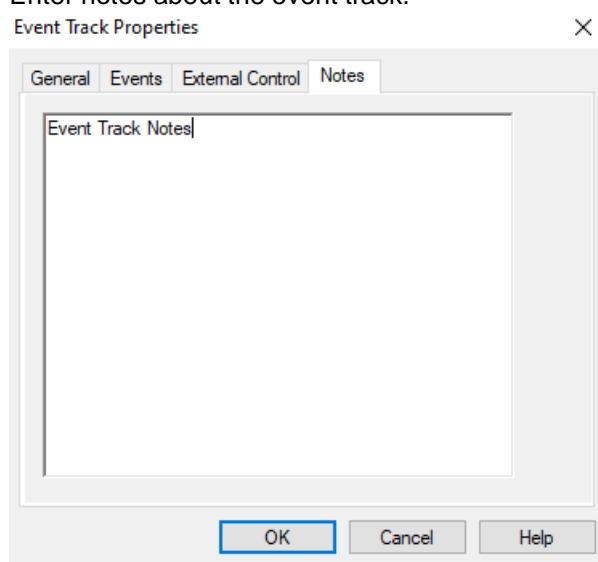 Enter notes about the event track.
Event Track Properties
General Events External Control Notes
Event Track Notes
OK Cancel Help